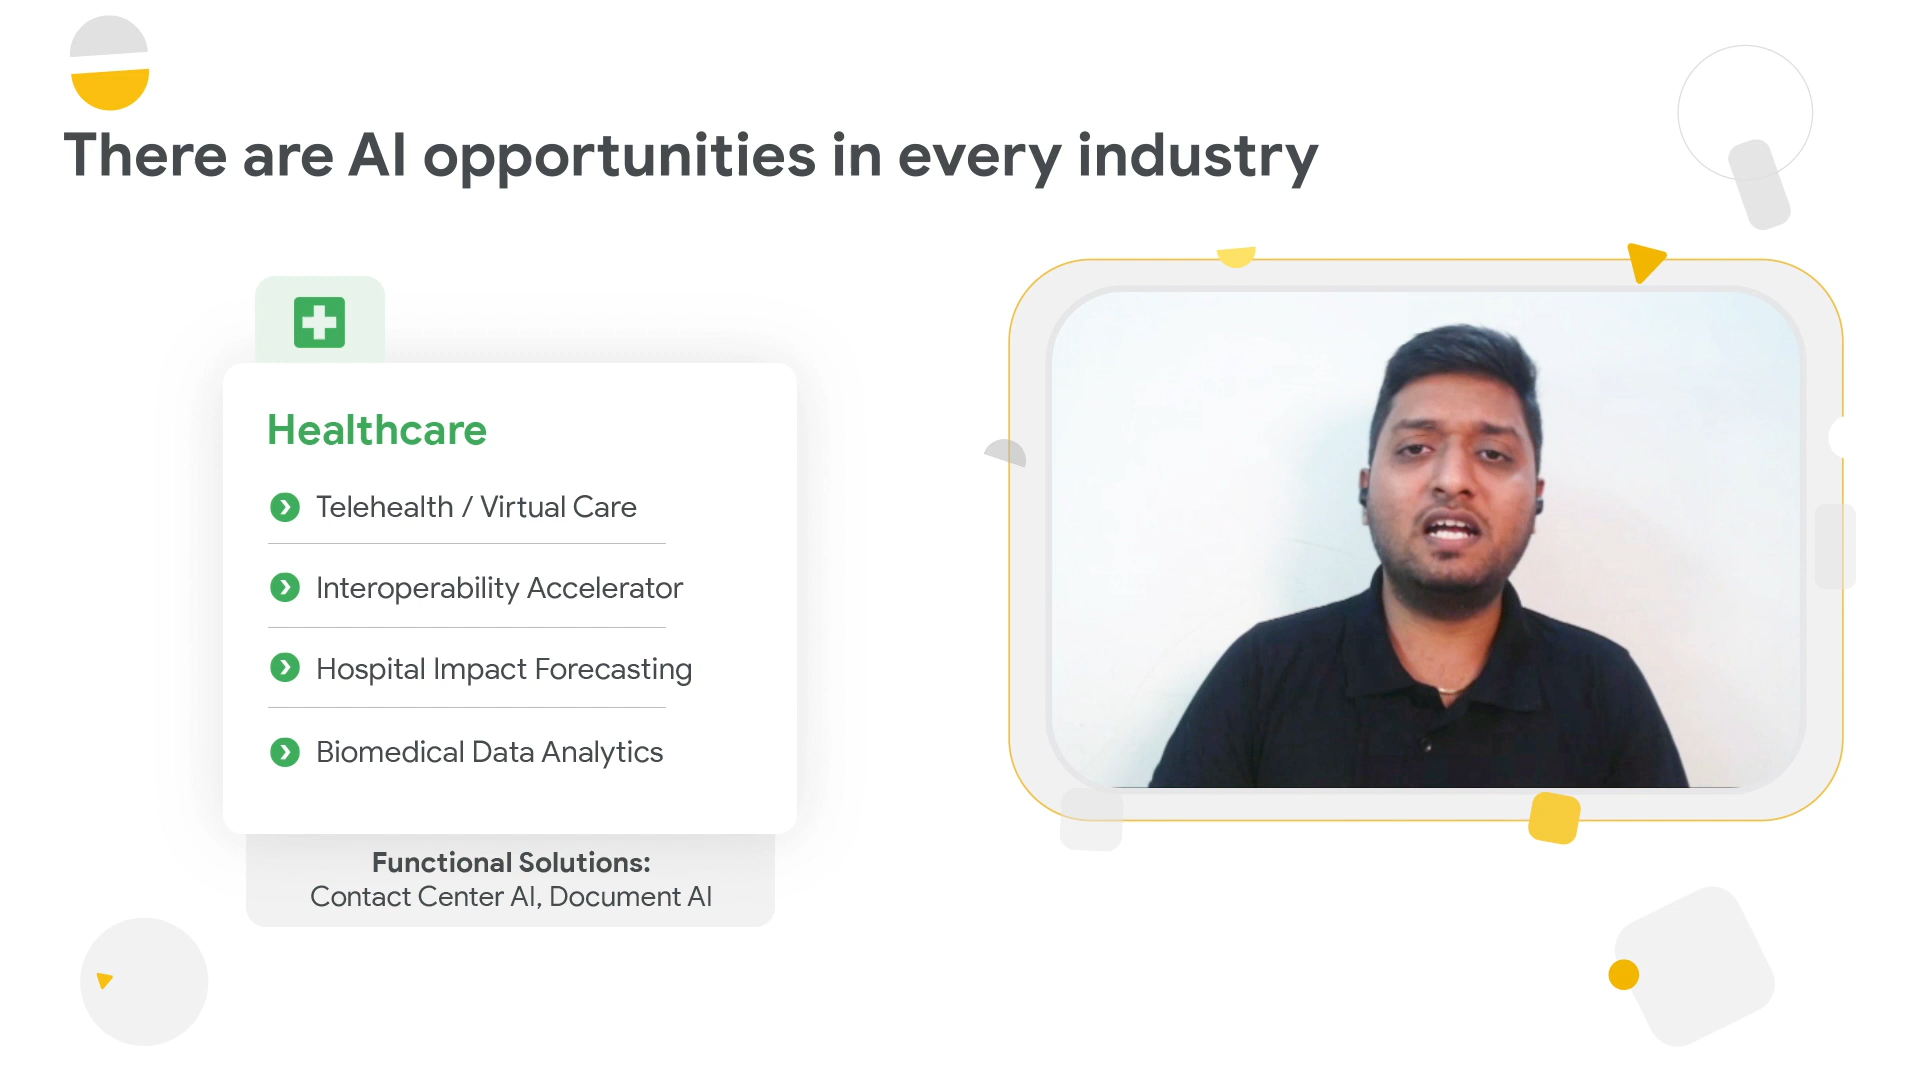 There are AI opportunities in every industry
Healthcare
Telehealth / Virtual Care
Interoperability Accelerator
Hospital Impact Forecasting
Biomedical Data Analytics
Functional Solutions:
Contact Center AI, Document AI